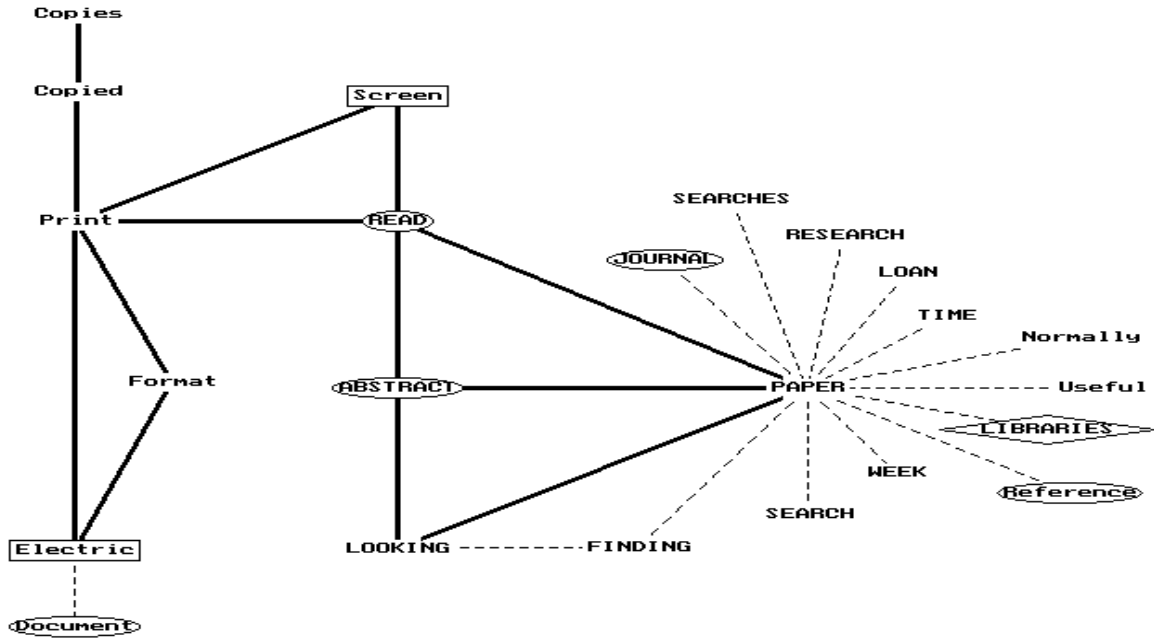 Copies
Copied
Screen
SEARCHES
Print
READ
RESEARCH
JOURNAL
LOAN
TIME
Normally
Format
ABSTRACT
PAPER
Useful
LIBRARIES
WEEK
Reference
SEARCH
Electric
LOOKING
FINDING
Document